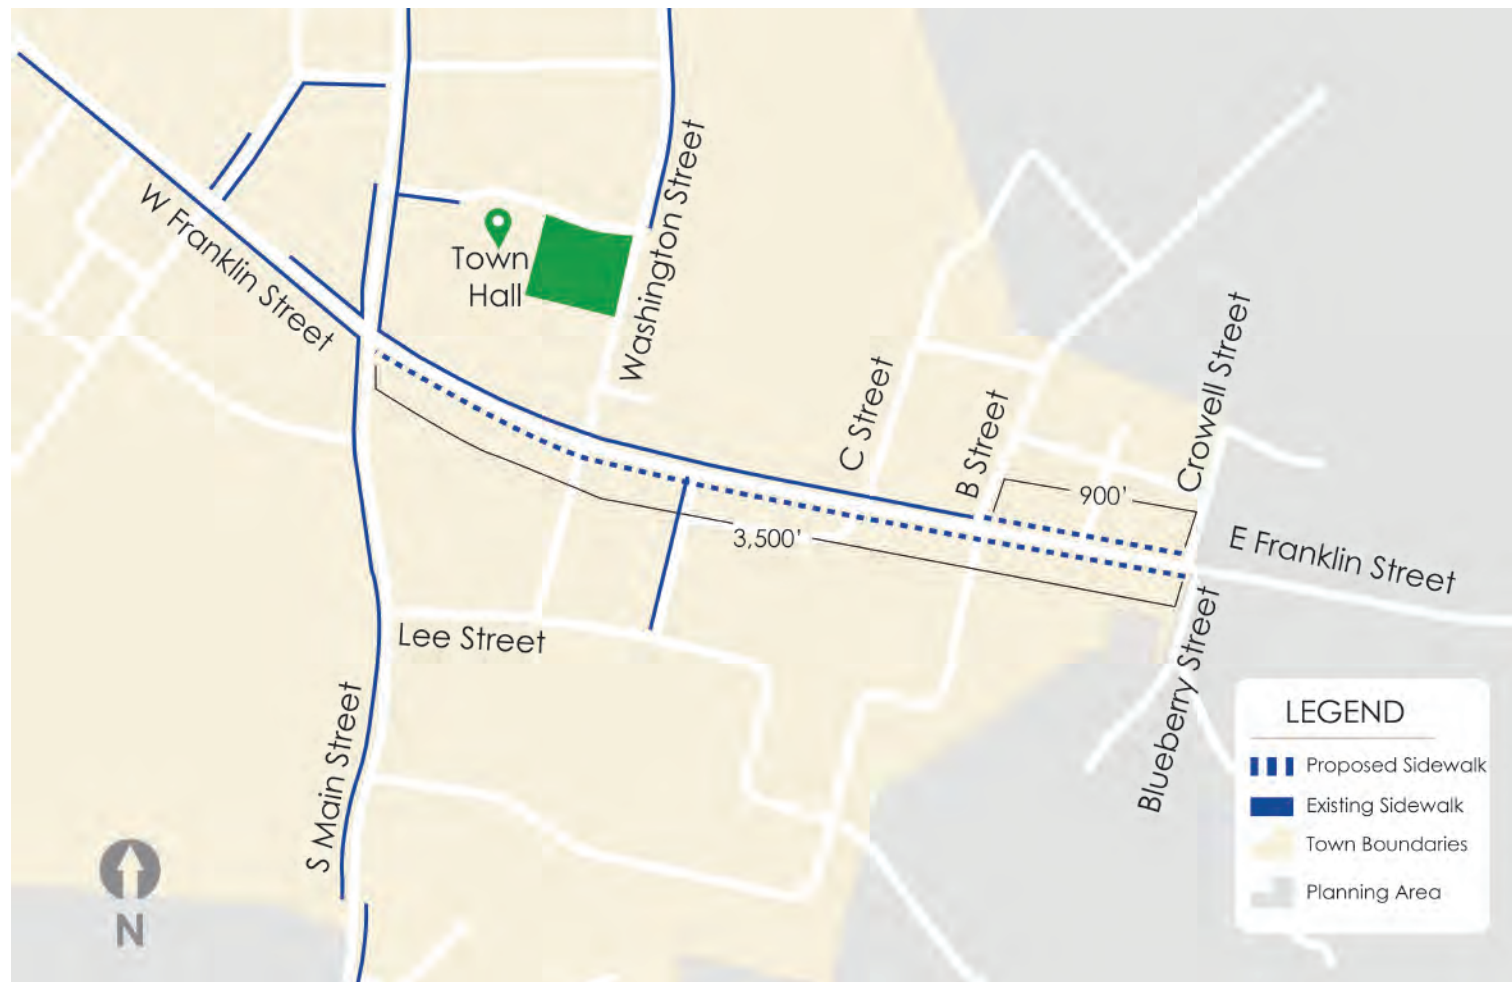 W Franklin Street
Town
Hall
Washington Street
C Street
B Street
Crowell Street
900'
3,500'
E Franklin Street
Lee Street
S Main Street
Blueberry Street
N
LEGEND
Proposed Sidewalk
Existing Sidewalk
Town Boundaries
Planning Area